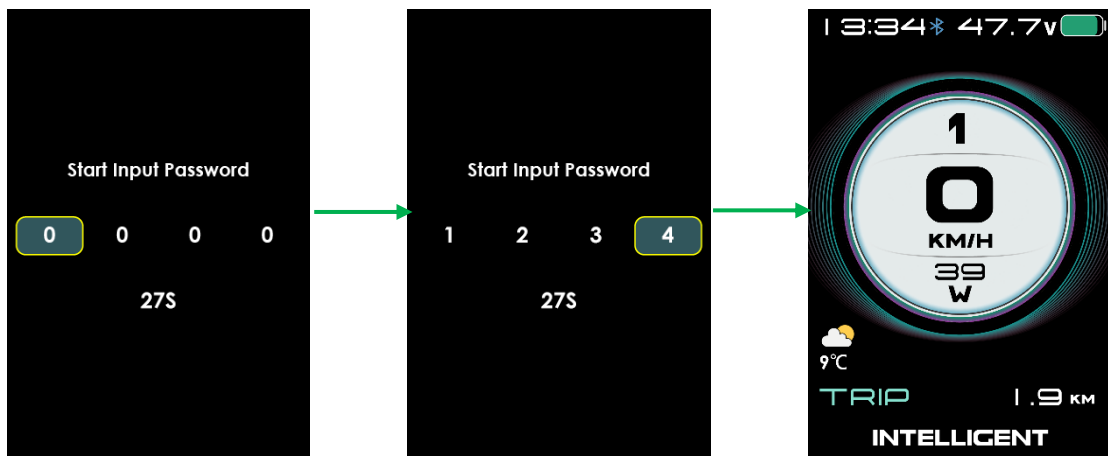 Start Input Password
0 0 0 0
27S
Start Input Password
1 2 3 4
27S
13:34 47.7V
1
0
KM/H
39
W
9℃
TRIP 1.9 KM
INTELLIGENT